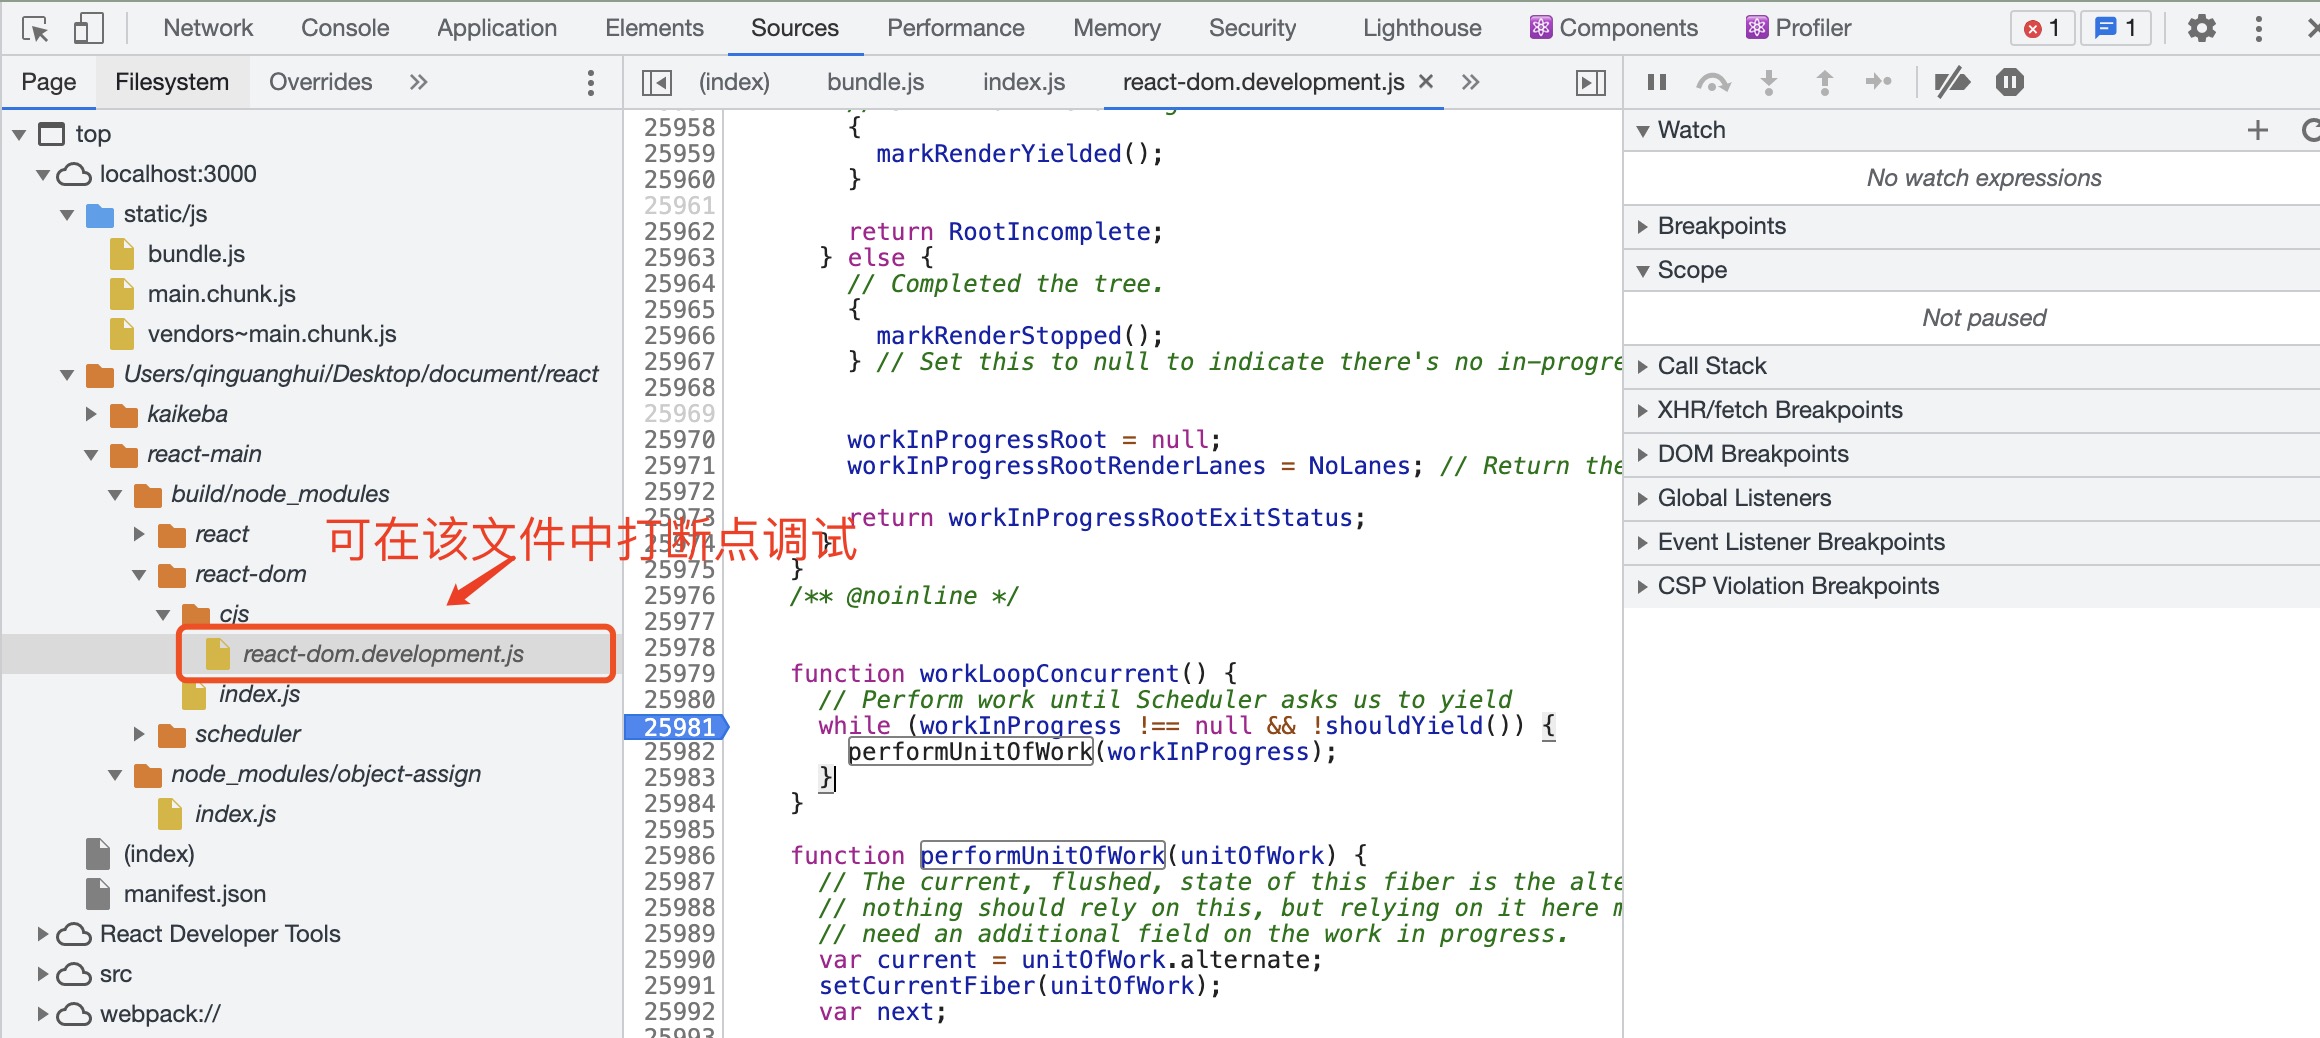 Network Console Application Elements Sources Performance Memory Security Lighthouse Components Profiler 1 1
Page Filesystem Overrides »
top
localhost:3000
static/js
bundle.js
main.chunk.js
vendors~main.chunk.js
Users/qinguanghui/Desktop/document/react
kaikeba
react-main
build/node_modules
react
react-dom
cjs
react-dom.development.js
index.js
scheduler
node_modules/object-assign
index.js
(index)
manifest.json
React Developer Tools
src
webpack://
可在该文件中打断点调试
(index) bundle.js index.js react-dom.development.js × »
25958 {
25959 markRenderYielded();
25960 }
25961
25962 return RootIncomplete;
25963 } else {
25964 // Completed the tree.
25965 {
25966 markRenderStopped();
25967 } // Set this to null to indicate there's no in-progre
25968
25969
25970 workInProgressRoot = null;
25971 workInProgressRootRenderLanes = NoLanes; // Return the
25972
25973 return workInProgressRootExitStatus;
25974 }
25975 }
25976 /** @noinline */
25977
25978
25979 function workLoopConcurrent() {
25980 // Perform work until Scheduler asks us to yield
25981 while (workInProgress !== null && !shouldYield()) {
25982 performUnitOfWork(workInProgress);
25983 }
25984 }
25985
25986 function performUnitOfWork(unitOfWork) {
25987 // The current, flushed, state of this fiber is the alte
25988 // nothing should rely on this, but relying on it here m
25989 // need an additional field on the work in progress.
25990 var current = unitOfWork.alternate;
25991 setCurrentFiber(unitOfWork);
25992 var next;
25993
Watch
No watch expressions
Breakpoints
Scope
Not paused
Call Stack
XHR/fetch Breakpoints
DOM Breakpoints
Global Listeners
Event Listener Breakpoints
CSP Violation Breakpoints